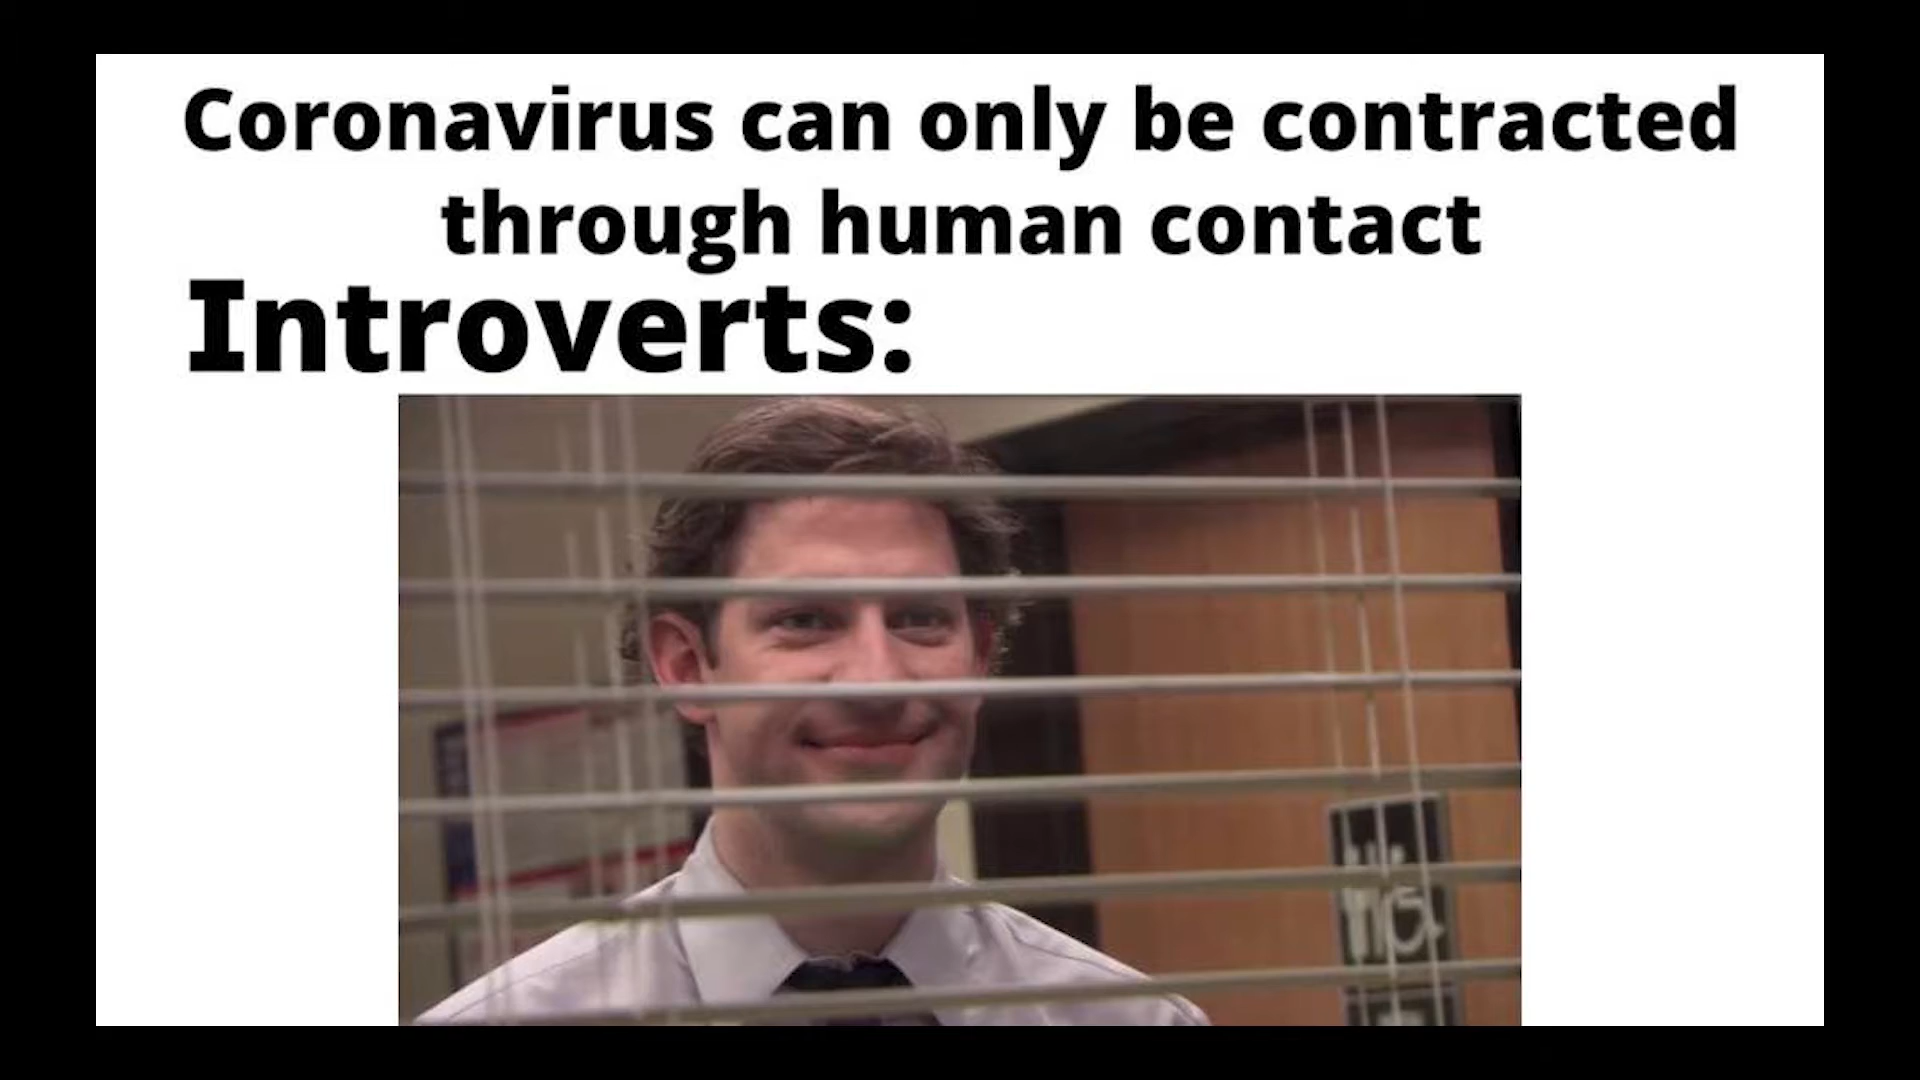 Coronavirus can only be contracted
through human contact
Introverts: